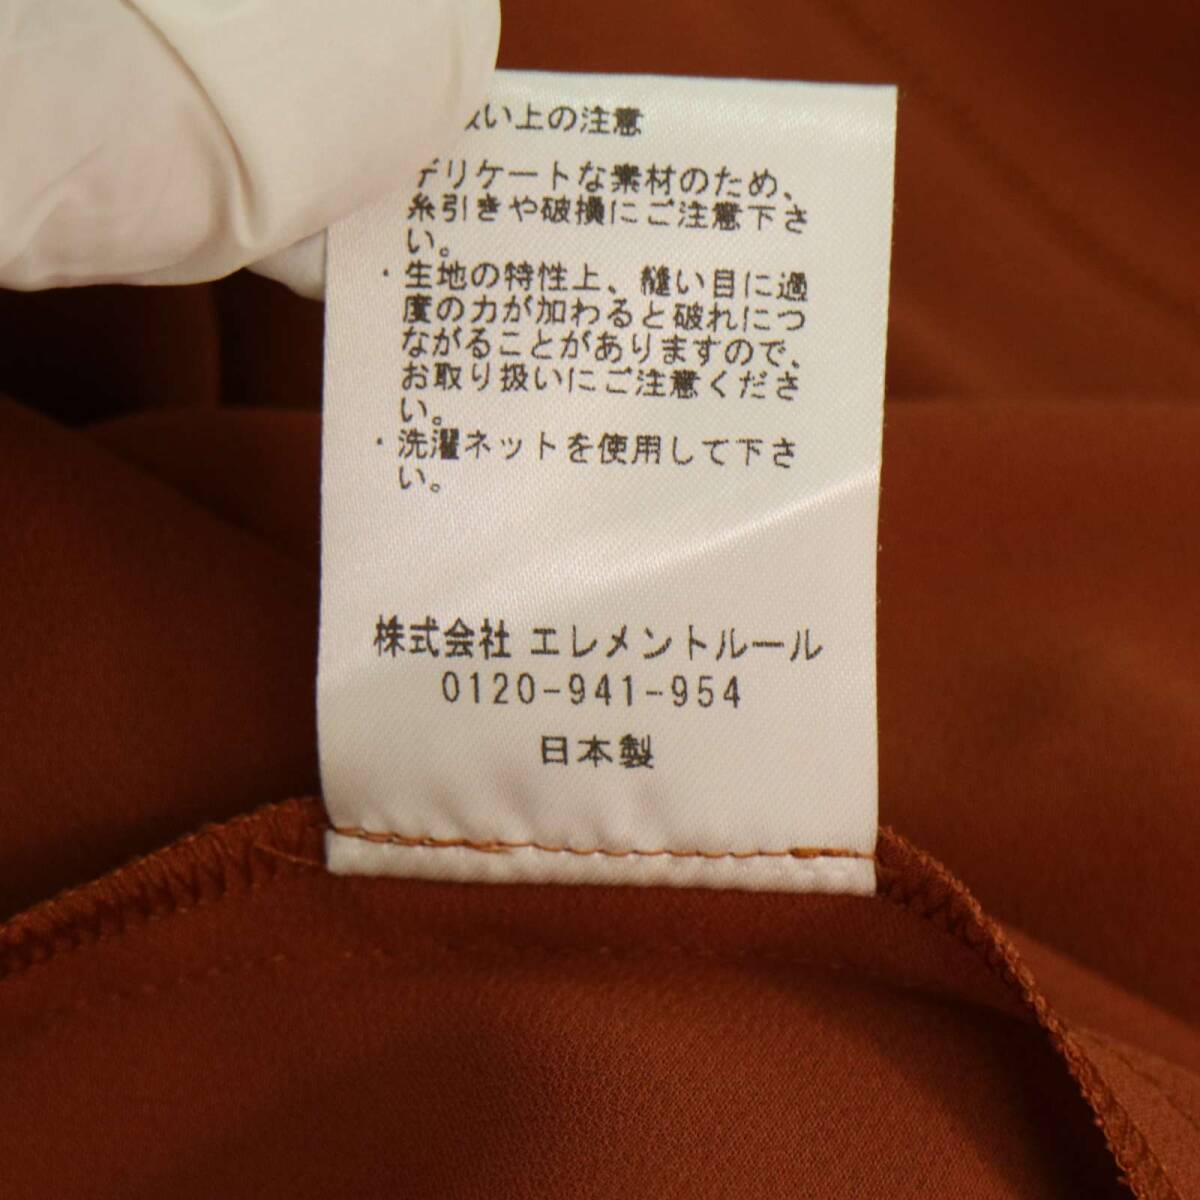 い上の注意
デリケートな素材のため、
糸引きや破損にご注意下さ
い。
・生地の特性上、縫い目に過
度の力が加わると破れにつ
ながることがありますので、
お取り扱いにご注意くださ
い。
・洗濯ネットを使用して下さ
い。
株式会社 エレメントルール
0120-941-954
日本製